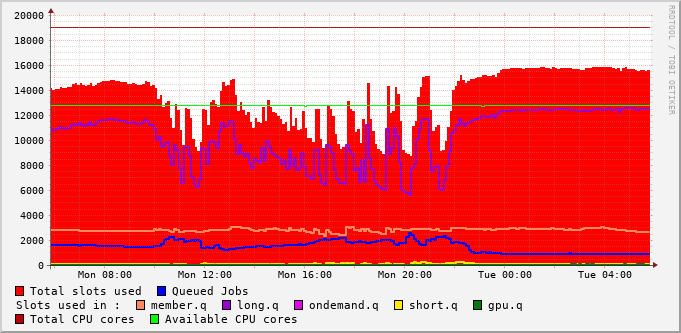 20000
18000
16000
14000
12000
10000
8000
6000
4000
2000
0
Mon 08:00 Mon 12:00 Mon 16:00 Mon 20:00 Tue 00:00 Tue 04:00
Total slots used Queued Jobs
Slots used in : member.q long.q ondemand.q short.q gpu.q
Total CPU cores Available CPU cores
RRDTOOL / TOBI OETIKER